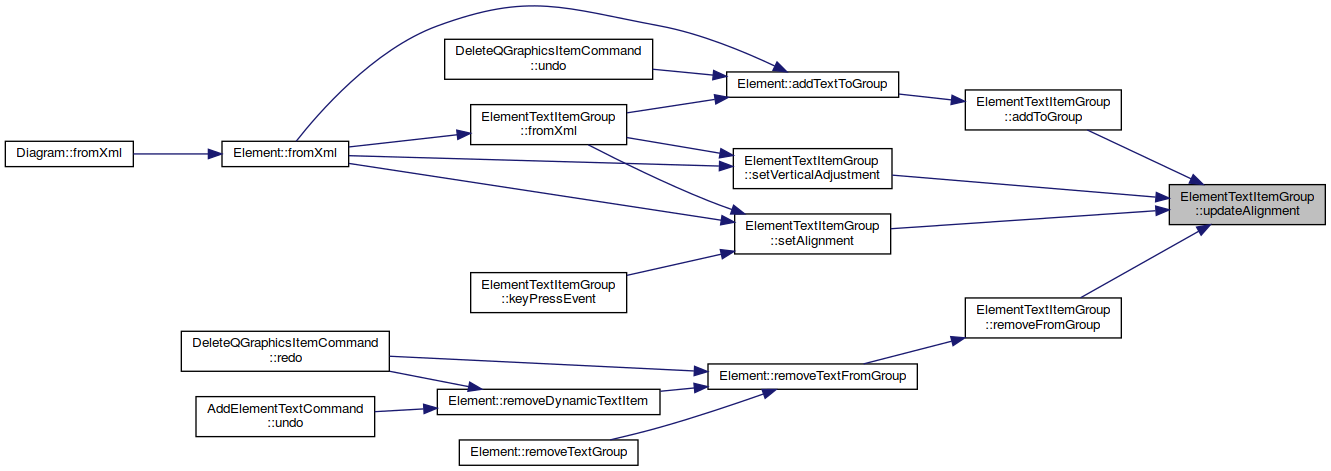 DeleteQGraphicsItemCommand
::undo
Element::addTextToGroup
ElementTextItemGroup
::addToGroup
ElementTextItemGroup
::fromXml
Diagram::fromXml
Element::fromXml
ElementTextItemGroup
::setVerticalAdjustment
ElementTextItemGroup
::updateAlignment
ElementTextItemGroup
::setAlignment
ElementTextItemGroup
::keyPressEvent
ElementTextItemGroup
::removeFromGroup
DeleteQGraphicsItemCommand
::redo
Element::removeTextFromGroup
Element::removeDynamicTextItem
AddElementTextCommand
::undo
Element::removeTextGroup